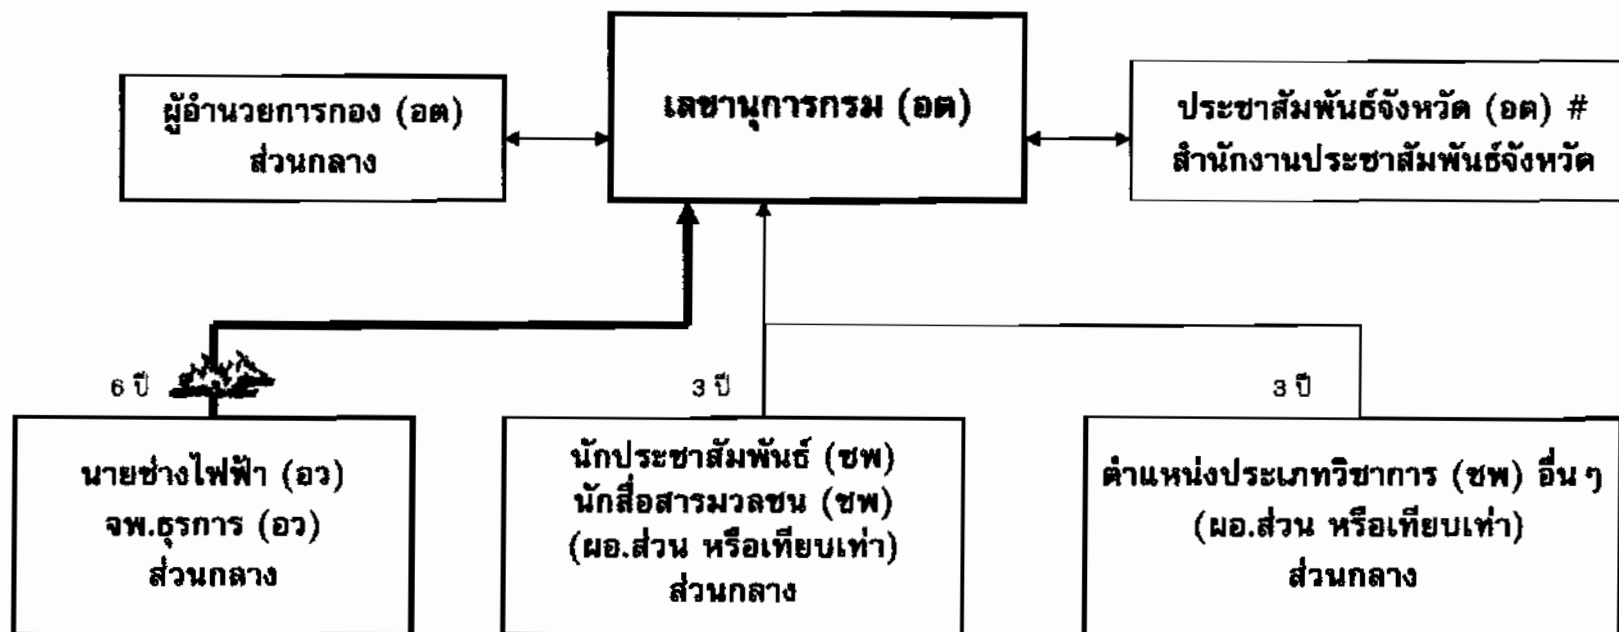 เลขานุการกรม (อต)
ผู้อำนวยการกอง (อต)
ส่วนกลาง
ประชาสัมพันธ์จังหวัด (อต) #
สำนักงานประชาสัมพันธ์จังหวัด
6 ปี
3 ปี
3 ปี
นายช่างไฟฟ้า (อว)
จพ.ธุรการ (อว)
ส่วนกลาง
นักประชาสัมพันธ์ (ชพ)
นักสื่อสารมวลชน (ชพ)
(ผอ.ส่วน หรือเทียบเท่า)
ส่วนกลาง
ตำแหน่งประเภทวิชาการ (ชพ) อื่นๆ
(ผอ.ส่วน หรือเทียบเท่า)
ส่วนกลาง